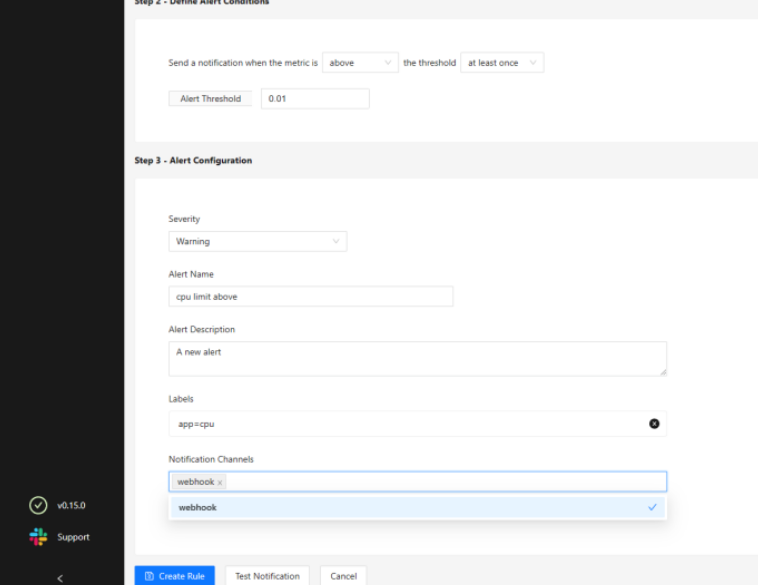 Step 2 - Define Alert Conditions
Send a notification when the metric is above the threshold at least once
Alert Threshold 0.01
Step 3 - Alert Configuration
Severity
Warning
Alert Name
cpu limit above
Alert Description
A new alert
Labels
app=cpu
Notification Channels
webhook x
webhook
v0.15.0
Support
Create Rule Test Notification Cancel